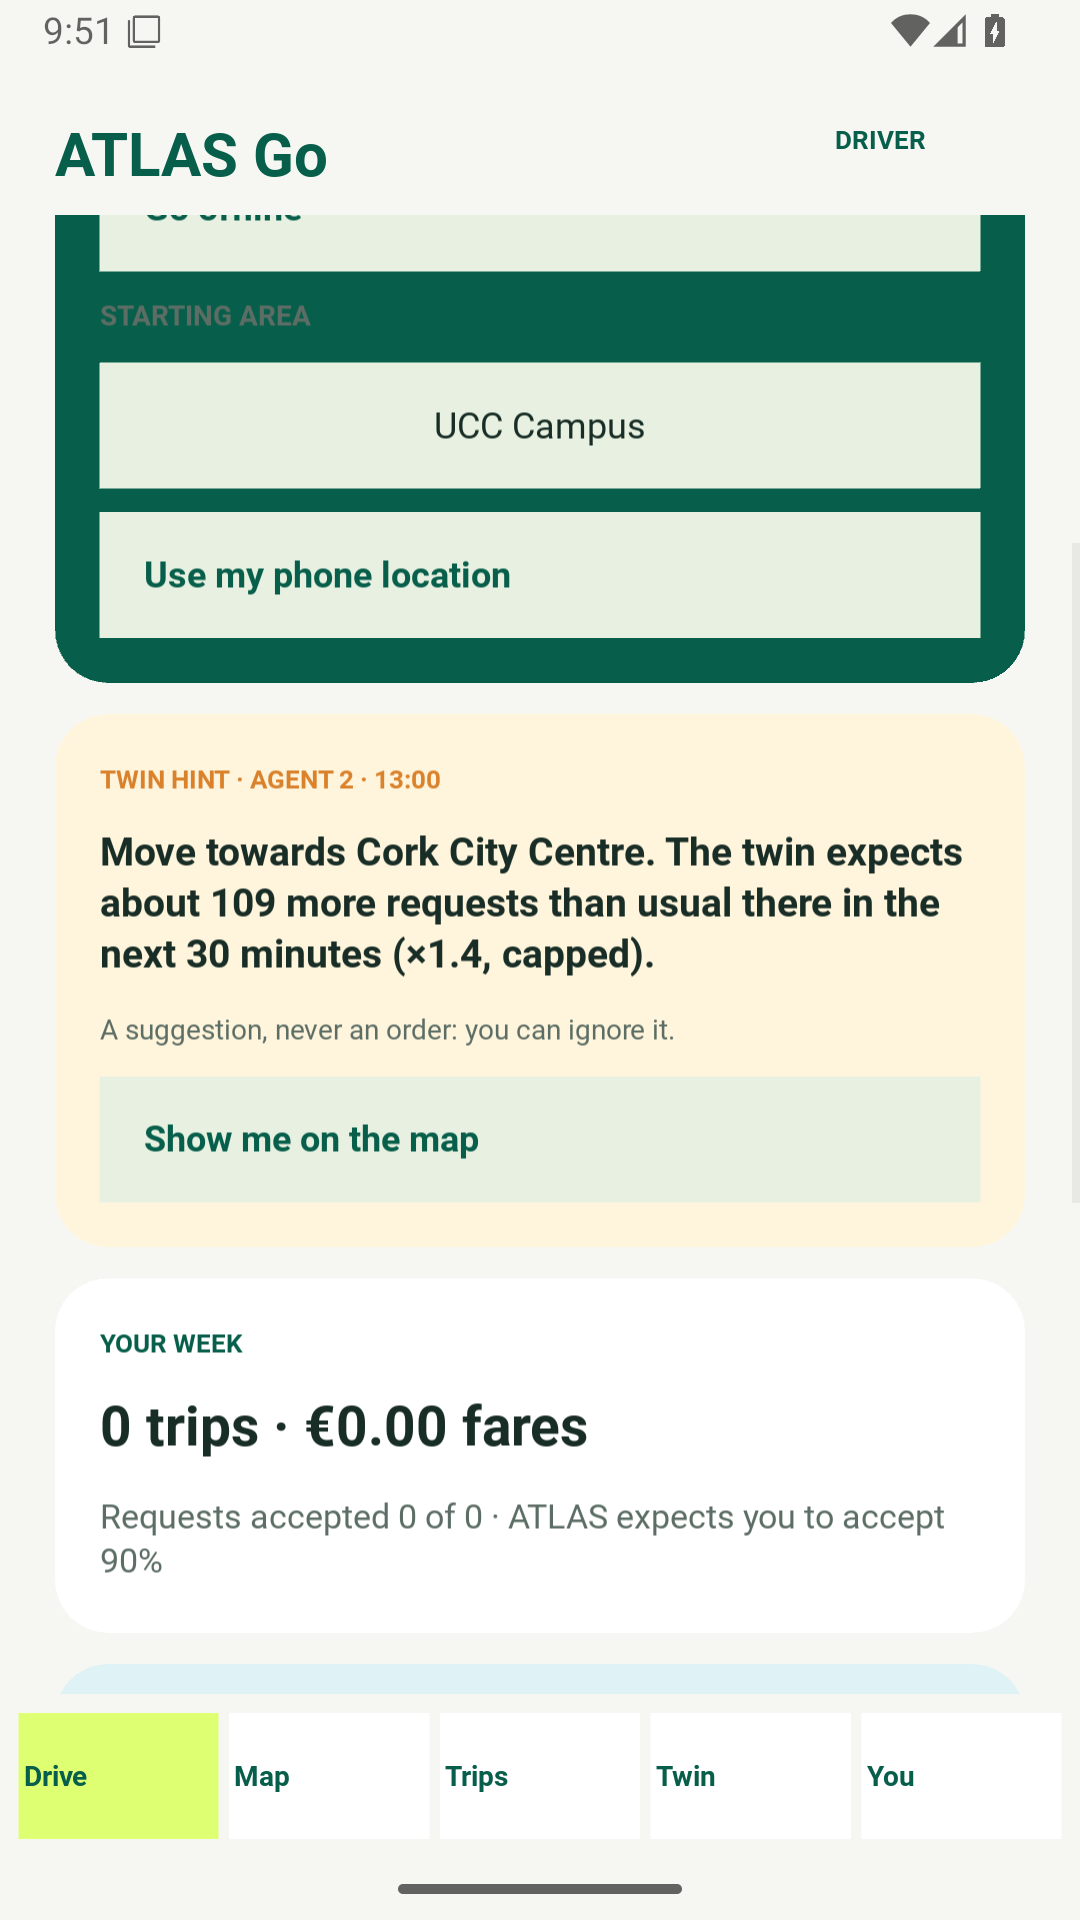 9:51
ATLAS Go
DRIVER
Go offline
STARTING AREA
UCC Campus
Use my phone location
TWIN HINT · AGENT 2 · 13:00
Move towards Cork City Centre. The twin expects
about 109 more requests than usual there in the
next 30 minutes (×1.4, capped).
A suggestion, never an order: you can ignore it.
Show me on the map
YOUR WEEK
0 trips · €0.00 fares
Requests accepted 0 of 0 · ATLAS expects you to accept
90%
Drive
Map
Trips
Twin
You